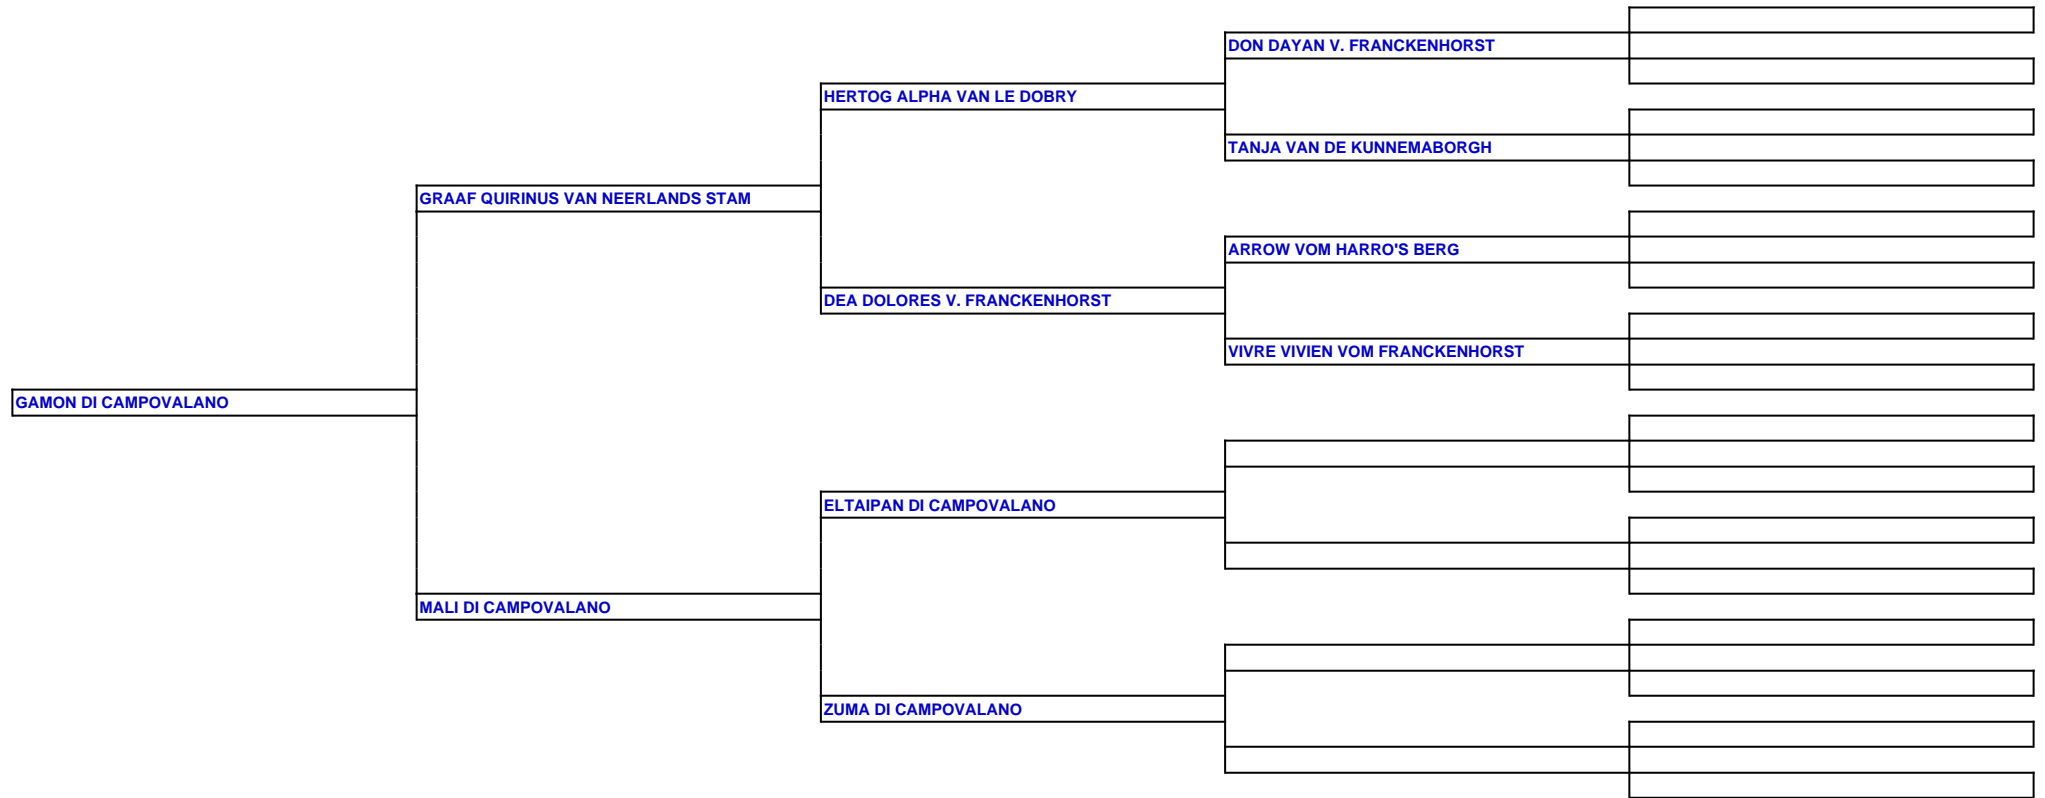 DON DAYAN V. FRANCKENHORST
HERTOG ALPHA VAN LE DOBRY
TANJA VAN DE KUNNEMABORGH
GRAAF QUIRINUS VAN NEERLANDS STAM
ARROW VOM HARRO'S BERG
DEA DOLORES V. FRANCKENHORST
VIVRE VIVIEN VOM FRANCKENHORST
GAMON DI CAMPOVALANO
ELTAIPAN DI CAMPOVALANO
MALI DI CAMPOVALANO
ZUMA DI CAMPOVALANO